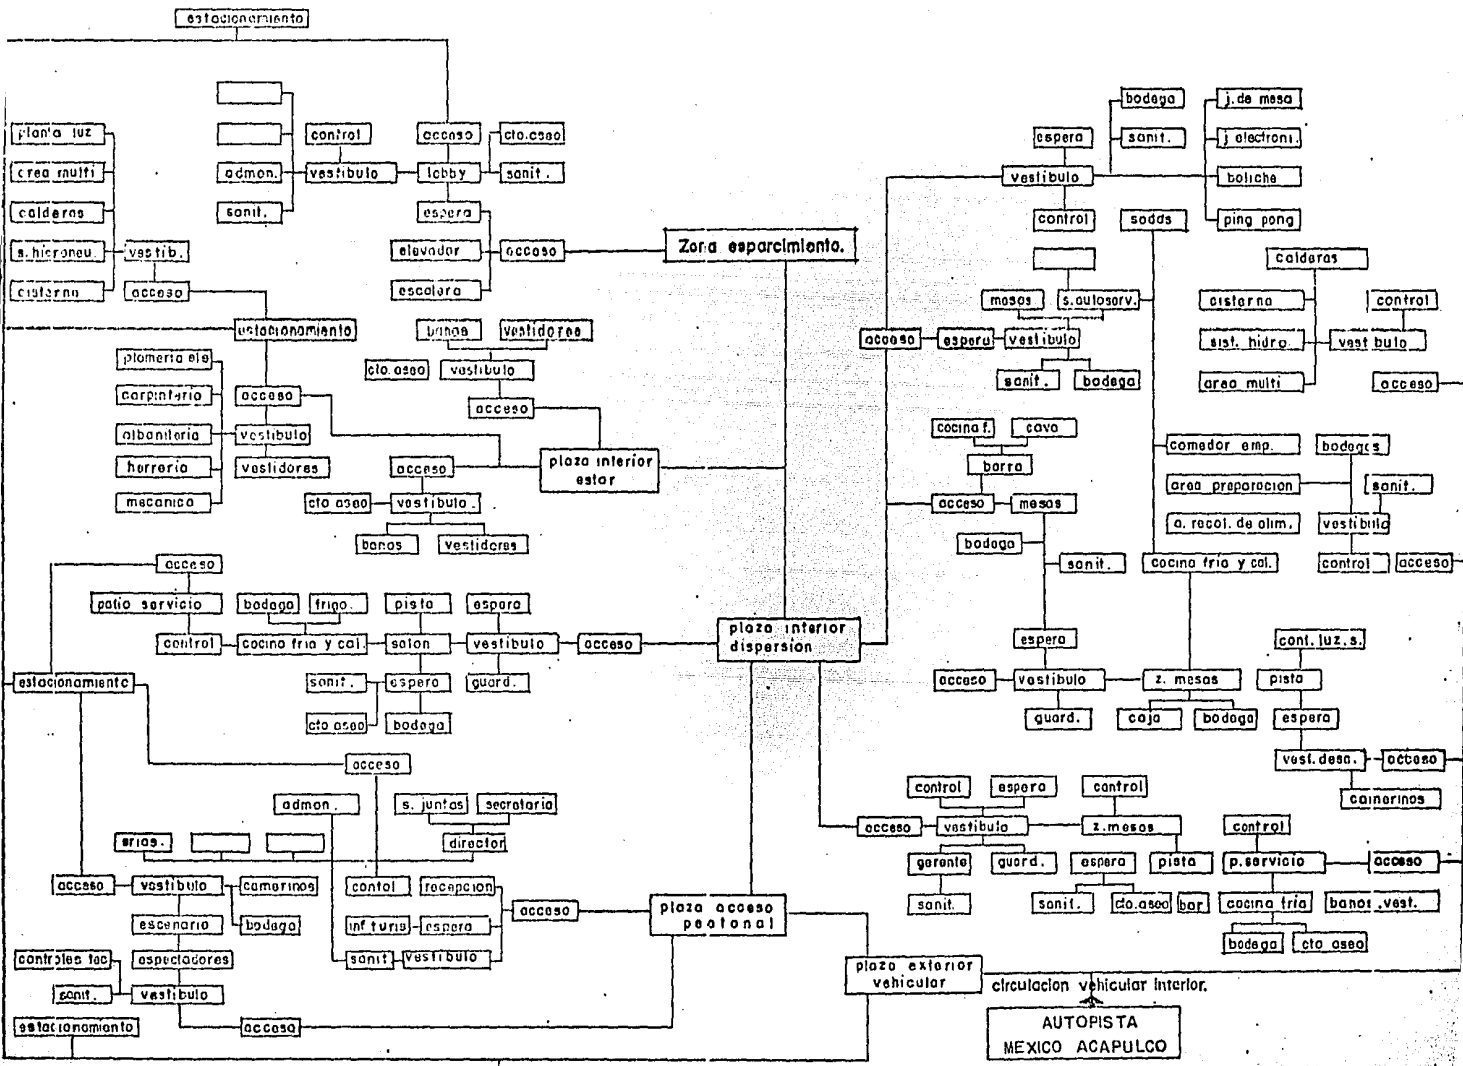 estacionamiento
planta luz
crea multi
calderas
s. hidroneu.
cisterna
vestib.
acceso
admon.
sanit.
control
vestibulo
acceso
lobby
espera
cto.aseo
sanit.
elevador
escalera
acceso
Zona esparcimiento.
estacionamiento
plomeria ele
carpinteria
albanileria
herreria
mecanica
acceso
vestibulo
vestidores
banos
vestidores
cto. aseo
vestibulo
acceso
plaza interior
estar
acceso
cto aseo
vestibulo.
banos
vestidores
bodega
sanit.
espera
vestibulo
control
j. de mesa
j electroni.
boliche
ping pong
sodas
mesas
s. autoserv.
acceso
espera
vestibulo
sanit.
bodega
calderas
cisterna
sist. hidro.
area multi
control
vestibulo
acceso
cocina f.
cava
barra
acceso
mesas
bodega
sanit.
comedor emp.
area preparacion
a. recol. de alim.
cocina fria y cal.
bodegas
sanit.
vestibulo
control
acceso
acceso
patio servicio
control
bodega
frigo.
cocina fria y cal.
pista
salon
espera
vestibulo
guard.
acceso
plaza interior
dispersion
sanit.
espera
cto aseo
bodega
estacionamiento
espera
acceso
vestibulo
z. mesas
guard.
caja
bodega
cont. luz. s.
pista
espera
vest. desc.
acceso
camerinos
acceso
admon.
s. juntas
secretaria
director
acceso
vestibulo
camerinos
bodega
escenario
espectadores
controles tec
sanit.
vestibulo
acceso
estacionamiento
contol
recepcion
inf turis
espera
sanit
vestibulo
acceso
plaza acceso
peatonal
control
espera
acceso
vestibulo
gerente
guard.
sanit.
control
z. mesas
espera
pista
sanit.
cto.aseo
bar
control
p. servicio
acceso
cocina fria
banos ,vest.
bodega
cto aseo
plaza exterior
vehicular
circulacion vehicular interior.
AUTOPISTA
MEXICO ACAPULCO